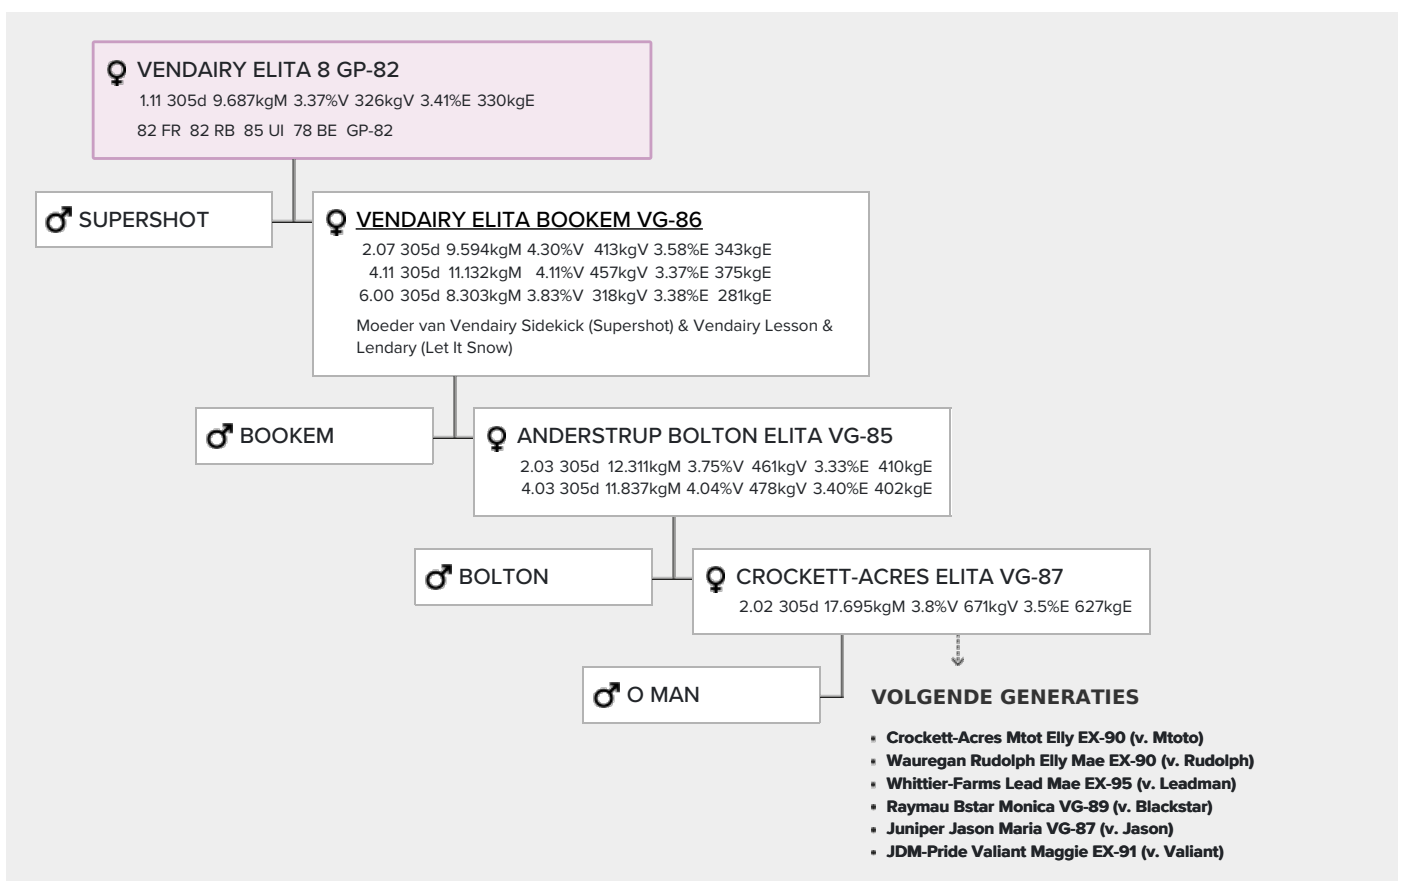 VENDAIRY ELITA 8 GP-82
1.11 305d 9.687kgM 3.37%V 326kgV 3.41%E 330kgE
82 FR 82 RB 85 UI 78 BE GP-82
SUPERSHOT
VENDAIRY ELITA BOOKEM VG-86
2.07 305d 9.594kgM 4.30%V 413kgV 3.58%E 343kgE
4.11 305d 11.132kgM 4.11%V 457kgV 3.37%E 375kgE
6.00 305d 8.303kgM 3.83%V 318kgV 3.38%E 281kgE
Moeder van Vendairy Sidekick (Supershot) & Vendairy Lesson &
Lendary (Let It Snow)
BOOKEM
ANDERSTRUP BOLTON ELITA VG-85
2.03 305d 12.311kgM 3.75%V 461kgV 3.33%E 410kgE
4.03 305d 11.837kgM 4.04%V 478kgV 3.40%E 402kgE
BOLTON
CROCKETT-ACRES ELITA VG-87
2.02 305d 17.695kgM 3.8%V 671kgV 3.5%E 627kgE
O MAN
VOLGENDE GENERATIES
Crockett-Acres Mtot Elly EX-90 (v. Mtoto)
Wauregan Rudolph Elly Mae EX-90 (v. Rudolph)
Whittier-Farms Lead Mae EX-95 (v. Leadman)
Raymau Bstar Monica VG-89 (v. Blackstar)
Juniper Jason Maria VG-87 (v. Jason)
JDM-Pride Valiant Maggie EX-91 (v. Valiant)